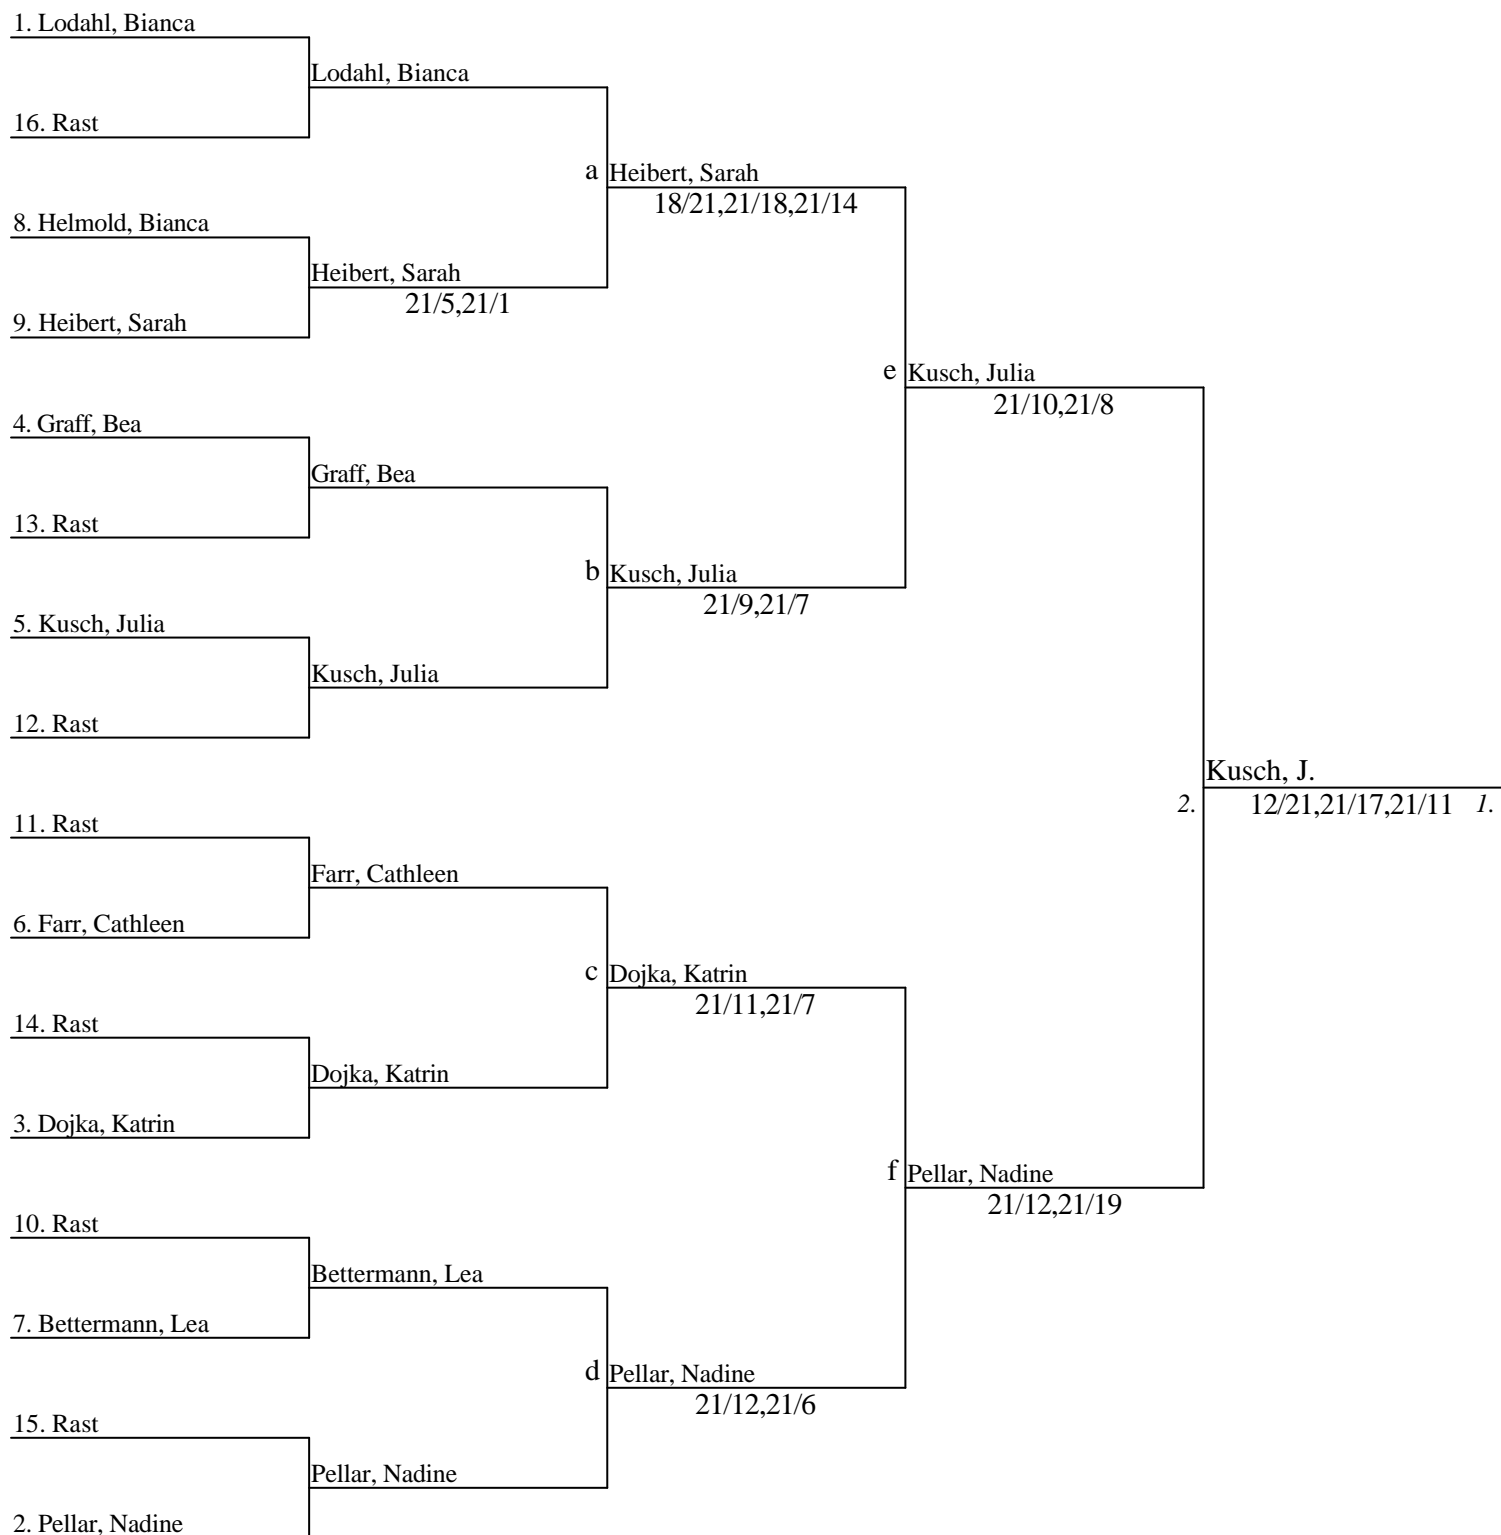 1. Lodahl, Bianca
Lodahl, Bianca
16. Rast
a Heibert, Sarah
18/21,21/18,21/14
8. Helmold, Bianca
Heibert, Sarah
21/5,21/1
9. Heibert, Sarah
e Kusch, Julia
21/10,21/8
4. Graff, Bea
Graff, Bea
13. Rast
b Kusch, Julia
21/9,21/7
5. Kusch, Julia
Kusch, Julia
12. Rast
Kusch, J.
2. 12/21,21/17,21/11 1.
11. Rast
Farr, Cathleen
6. Farr, Cathleen
c Dojka, Katrin
21/11,21/7
14. Rast
Dojka, Katrin
3. Dojka, Katrin
f Pellar, Nadine
21/12,21/19
10. Rast
Bettermann, Lea
7. Bettermann, Lea
d Pellar, Nadine
21/12,21/6
15. Rast
Pellar, Nadine
2. Pellar, Nadine